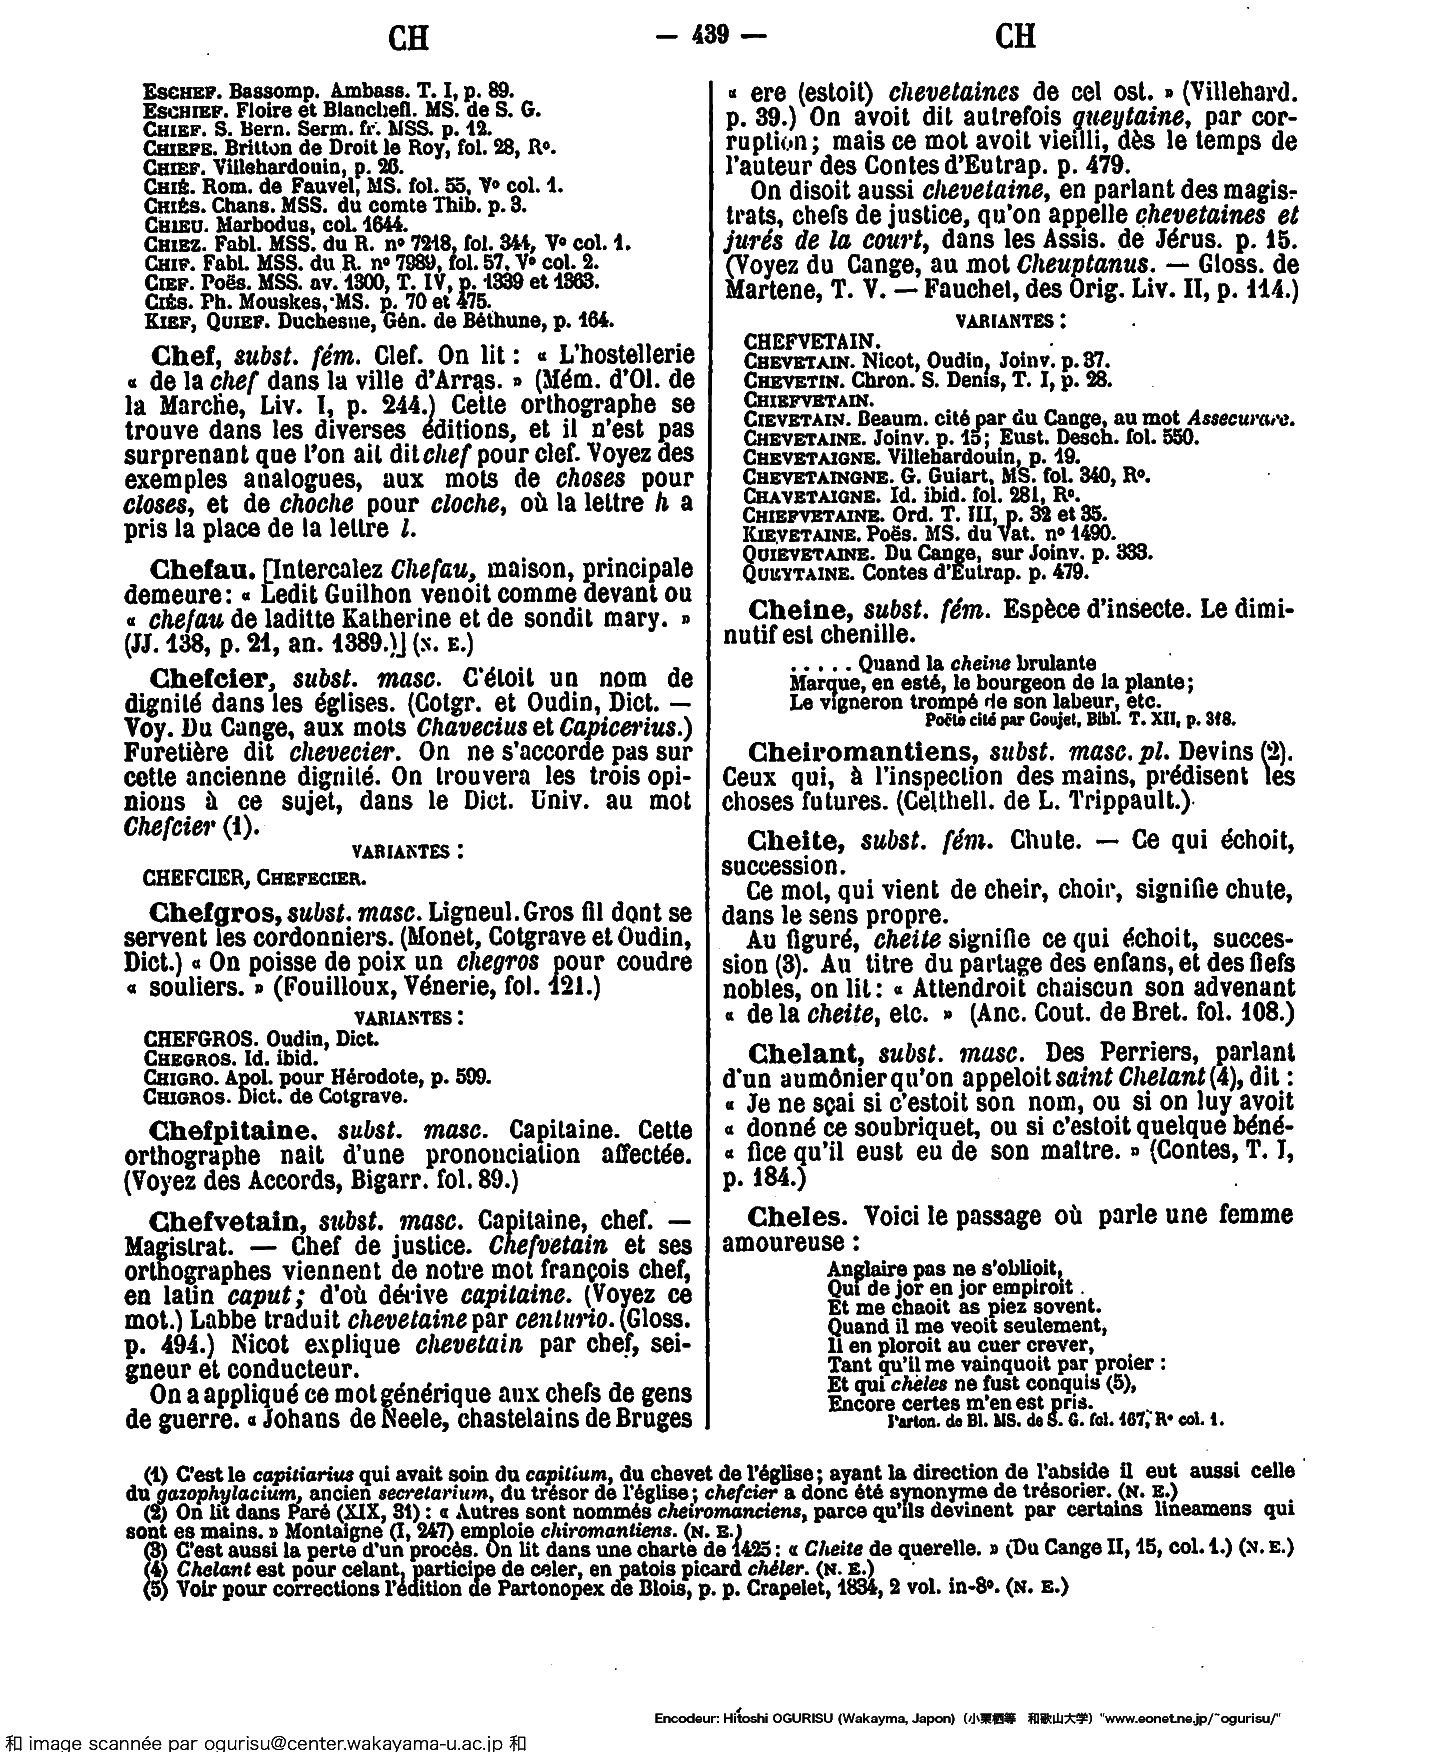 CH
— 439 —
CH
ESCHEF. Bassomp. Ambass. T. I, p. 89.
ESCHIEF. Floire et Blanchefl. MS. de S. G.
CHIEF. S. Bern. Serm. fr. MSS. p. 12.
CHIEFE. Britton de Droit le Roy, fol. 28, Rº.
CHIEF. Villehardouin, p. 26.
CHIÉ. Rom. de Fauvel, MS. fol. 55, Vº col. 1.
CHIÉS. Chans. MSS. du comte Thib. p. 3.
CHIEU. Marbodus, col. 1644.
CHIEZ. Fabl. MSS. du R. nº 7218, fol. 344, Vº col. 1.
CHIF. Fabl. MSS. du R. nº 7989, fol. 57, Vº col. 2.
CIEF. Poës. MSS. av. 1300, T. IV, p. 1339 et 1363.
CIÉS. Ph. Mouskes, MS. p. 70 et 475.
KIEF, QUIEF. Duchesne, Gén. de Béthune, p. 164.
Chef, subst. fém. Clef. On lit : « L'hostellerie
« de la chef dans la ville d'Arras. » (Mém. d'Ol. de
la Marche, Liv. I, p. 244.) Cette orthographe se
trouve dans les diverses éditions, et il n'est pas
surprenant que l'on ait dit chef pour clef. Voyez des
exemples analogues, aux mots de choses pour
closes, et de choche pour cloche, où la lettre h a
pris la place de la lettre l.
Chefau. [Intercalez Chefau, maison, principale
demeure : « Ledit Guilhon venoit comme devant ou
« chefau de laditte Katherine et de sondit mary. »
(JJ. 138, p. 21, an. 1389.)] (N. E.)
Chefcier, subst. masc. C'étoit un nom de
dignité dans les églises. (Cotgr. et Oudin, Dict. —
Voy. Du Cange, aux mots Chavecius et Capicerius.)
Furetière dit chevecier. On ne s'accorde pas sur
cette ancienne dignité. On trouvera les trois opi-
nions à ce sujet, dans le Dict. Univ. au mot
Chefcier (1).
VARIANTES :
CHEFCIER, CHEFECIER.
Chefgros, subst. masc. Ligneul. Gros fil dont se
servent les cordonniers. (Monet, Cotgrave et Oudin,
Dict.) « On poisse de poix un chegros pour coudre
« souliers. » (Fouilloux, Vénerie, fol. 121.)
VARIANTES :
CHEFGROS. Oudin, Dict.
CHEGROS. Id. ibid.
CHIGRO. Apol. pour Hérodote, p. 599.
CHIGROS. Dict. de Cotgrave.
Chefpitaine. subst. masc. Capitaine. Cette
orthographe nait d'une prononciation affectée.
(Voyez des Accords, Bigarr. fol. 89.)
Chefvetain, subst. masc. Capitaine, chef. —
Magistrat. — Chef de justice. Chefvetain et ses
orthographes viennent de notre mot françois chef,
en latin caput ; d'où dérive capitaine. (Voyez ce
mot.) Labbe traduit chevetaine par centurio. (Gloss.
p. 494.) Nicot explique chevetain par chef, sei-
gneur et conducteur.
On a appliqué ce mot générique aux chefs de gens
de guerre. « Johans de Neele, chastelains de Bruges
« ere (estoit) chevetaines de cel ost. » (Villehard.
p. 39.) On avoit dit autrefois queytaine, par cor-
ruption ; mais ce mot avoit vieilli, dès le temps de
l'auteur des Contes d'Eutrap. p. 479.
On disoit aussi chevetaine, en parlant des magis-
trats, chefs de justice, qu'on appelle chevetaines et
jurés de la court, dans les Assis. de Jérus. p. 15.
(Voyez du Cange, au mot Cheuptanus. — Gloss. de
Martene, T. V. — Fauchet, des Orig. Liv. II, p. 114.)
VARIANTES :
CHEFVETAIN.
CHEVETAIN. Nicot, Oudin, Joinv. p. 37.
CHEVETIN. Chron. S. Denis, T. I, p. 28.
CHIEFVETAIN.
CIEVETAIN. Beaum. cité par du Cange, au mot Assecurare.
CHEVETAINE. Joinv. p. 15 ; Eust. Desch. fol. 550.
CHEVETAIGNE. Villehardouin, p. 19.
CHEVETAINGNE. G. Guiart, MS. fol. 340, Rº.
CHAVETAIGNE. Id. ibid. fol. 281, Rº.
CHIEFVETAINE. Ord. T. III, p. 32 et 35.
KIEVETAINE. Poës. MS. du Vat. nº 1490.
QUIEVETAINE. Du Cange, sur Joinv. p. 333.
QUEYTAINE. Contes d'Eutrap. p. 479.
Cheine, subst. fém. Espèce d'insecte. Le dimi-
nutif est chenille.
. . . . . Quand la cheine brulante
Marque, en esté, le bourgeon de la plante ;
Le vigneron trompé de son labeur, etc.
Poëte cité par Goujet, Bibl. T. XII, p. 318.
Cheiromantiens, subst. masc. pl. Devins (2).
Ceux qui, à l'inspection des mains, prédisent les
choses futures. (Celthell. de L. Trippault.)
Cheite, subst. fém. Chute. — Ce qui échoit,
succession.
Ce mot, qui vient de cheir, choir, signifie chute,
dans le sens propre.
Au figuré, cheite signifie ce qui échoit, succes-
sion (3). Au titre du partage des enfans, et des fiefs
nobles, on lit : « Attendroit chaiscun son advenant
« de la cheite, etc. » (Anc. Cout. de Bret. fol. 108.)
Chelant, subst. masc. Des Perriers, parlant
d'un aumônier qu'on appeloit saint Chelant (4), dit :
« Je ne sçai si c'estoit son nom, ou si on luy avoit
« donné ce soubriquet, ou si c'estoit quelque béné-
« fice qu'il eust eu de son maître. » (Contes, T. I,
p. 184.)
Cheles. Voici le passage où parle une femme
amoureuse :
Anglaire pas ne s'oblioit,
Qui de jor en jor empiroit .
Et me chaoit as piez sovent.
Quand il me veoit seulement,
Il en ploroit au cuer crever,
Tant qu'il me vainquoit par proier :
Et qui cheles ne fust conquis (5),
Encore certes m'en est pris.
Parton. de Bl. MS. de S. G. fol. 167, Rº col. 1.
(1) C'est le capitiarius qui avait soin du capitium, du chevet de l'église ; ayant la direction de l'abside il eut aussi celle
du gazophylacium, ancien secretarium, du trésor de l'église ; chefcier a donc été synonyme de trésorier. (N. E.)
(2) On lit dans Paré (XIX, 31) : « Autres sont nommés cheiromanciens, parce qu'ils devinent par certains lineamens qui
sont es mains. » Montaigne (I, 247) emploie chiromantiens. (N. E.)
(3) C'est aussi la perte d'un procès. On lit dans une charte de 1425 : « Cheite de querelle. » (Du Cange II, 15, col. 1.) (N. E.)
(4) Chelant est pour celant, participe de celer, en patois picard chéler. (N. E.)
(5) Voir pour corrections l'édition de Partonopex de Blois, p. p. Crapelet, 1834, 2 vol. in-8º. (N. E.)
Encodeur: Hitoshi OGURISU (Wakayma, Japon) (小栗栖等 和歌山大学) "www.eonet.ne.jp/~ogurisu/"
和 image scannée par ogurisu@center.wakayama-u.ac.jp 和